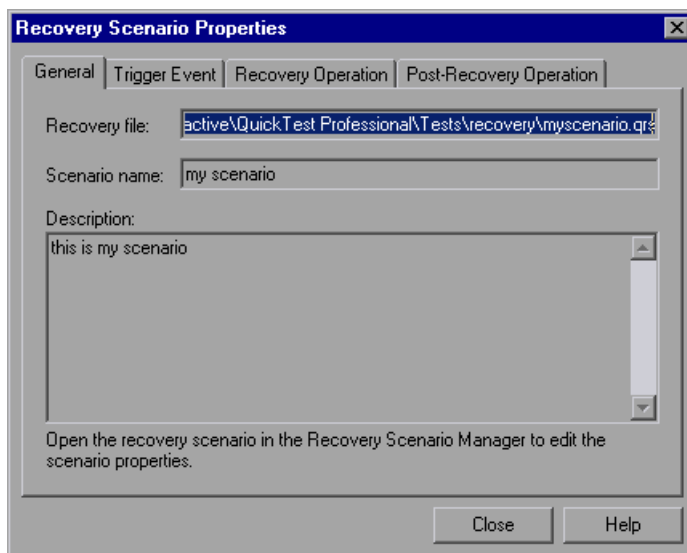 Recovery Scenario Properties
General Trigger Event Recovery Operation Post-Recovery Operation
Recovery file: active\QuickTest Professional\Tests\recovery\myscenario.qrs
Scenario name: my scenario
Description:
this is my scenario
Open the recovery scenario in the Recovery Scenario Manager to edit the
scenario properties.
Close Help